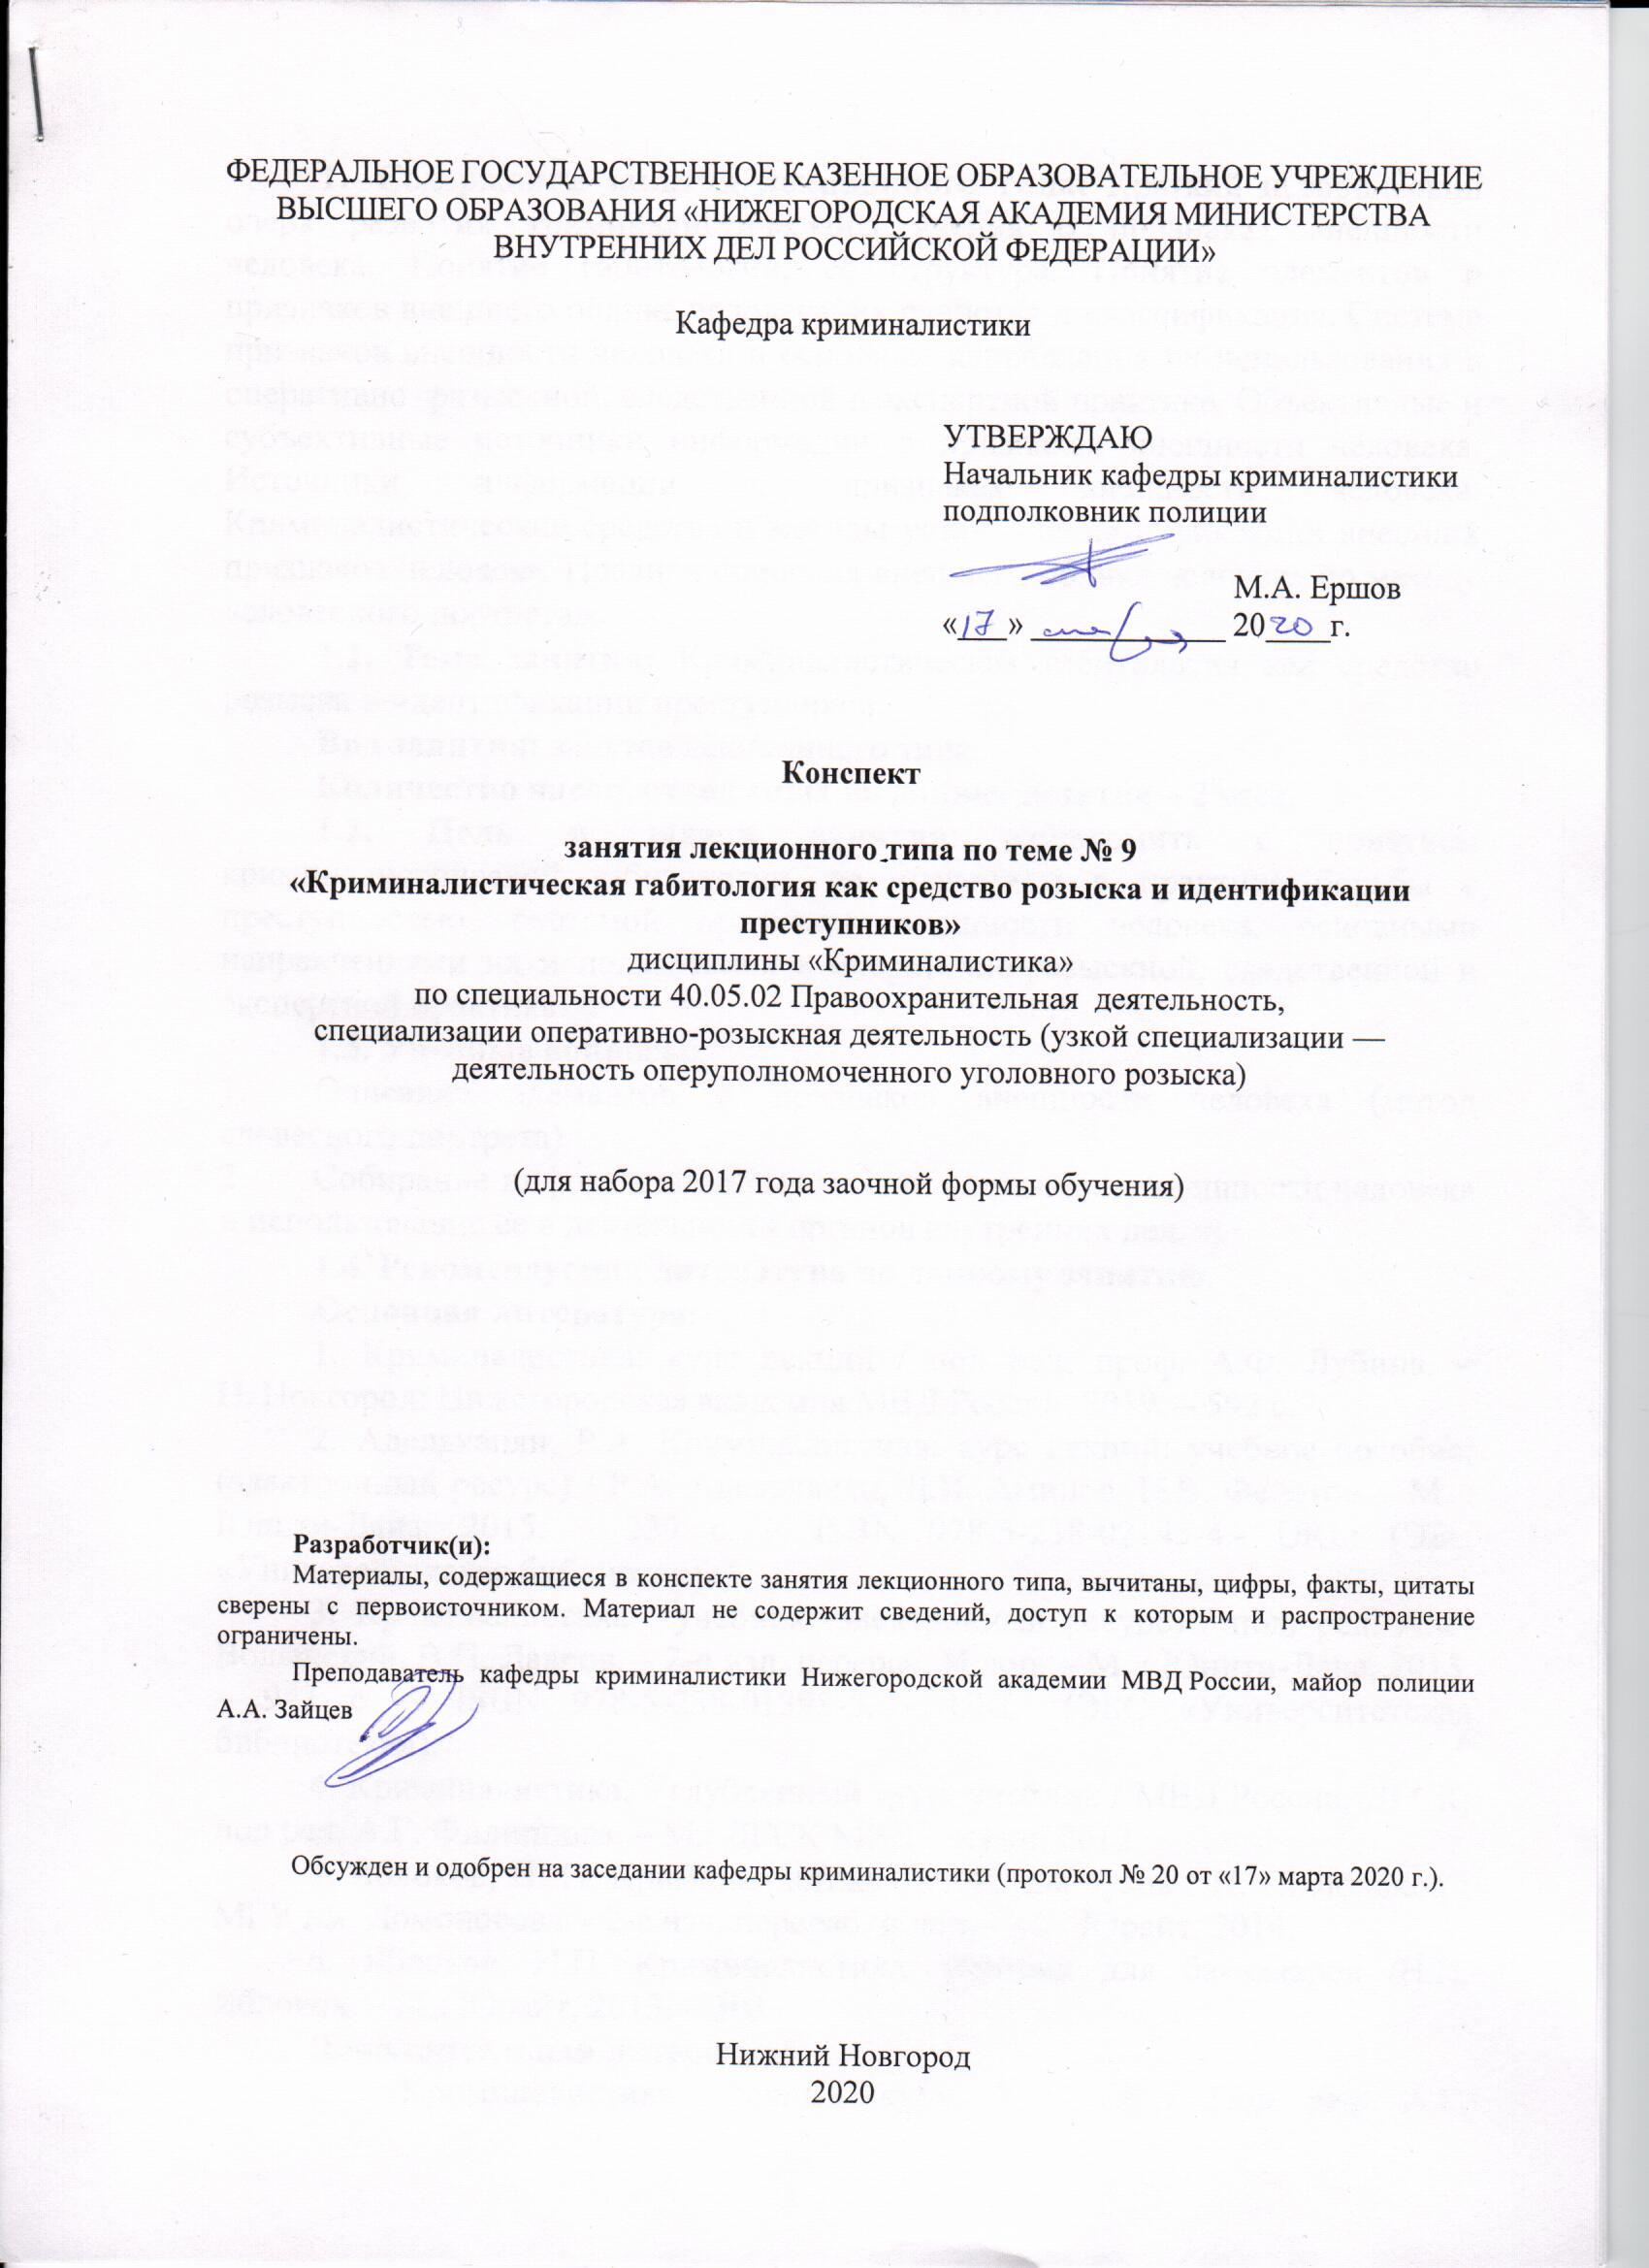 ФЕДЕРАЛЬНОЕ ГОСУДАРСТВЕННОЕ КАЗЕННОЕ ОБРАЗОВАТЕЛЬНОЕ УЧРЕЖДЕНИЕ
ВЫСШЕГО ОБРАЗОВАНИЯ «НИЖЕГОРОДСКАЯ АКАДЕМИЯ МИНИСТЕРСТВА
ВНУТРЕННИХ ДЕЛ РОССИЙСКОЙ ФЕДЕРАЦИИ»
Кафедра криминалистики
УТВЕРЖДАЮ
Начальник кафедры криминалистики
подполковник полиции
М.А. Ершов
«17» 2020 г.
Конспект
занятия лекционного типа по теме № 9
«Криминалистическая габитология как средство розыска и идентификации
преступников»
дисциплины «Криминалистика»
по специальности 40.05.02 Правоохранительная деятельность,
специализации оперативно-розыскная деятельность (узкой специализации —
деятельность оперуполномоченного уголовного розыска)
(для набора 2017 года заочной формы обучения)
Разработчик(и):
Материалы, содержащиеся в конспекте занятия лекционного типа, вычитаны, цифры, факты, цитаты
сверены с первоисточником. Материал не содержит сведений, доступ к которым и распространение
ограничены.
Преподаватель кафедры криминалистики Нижегородской академии МВД России, майор полиции
А.А. Зайцев
Обсужден и одобрен на заседании кафедры криминалистики (протокол № 20 от «17» марта 2020 г.).
Нижний Новгород
2020